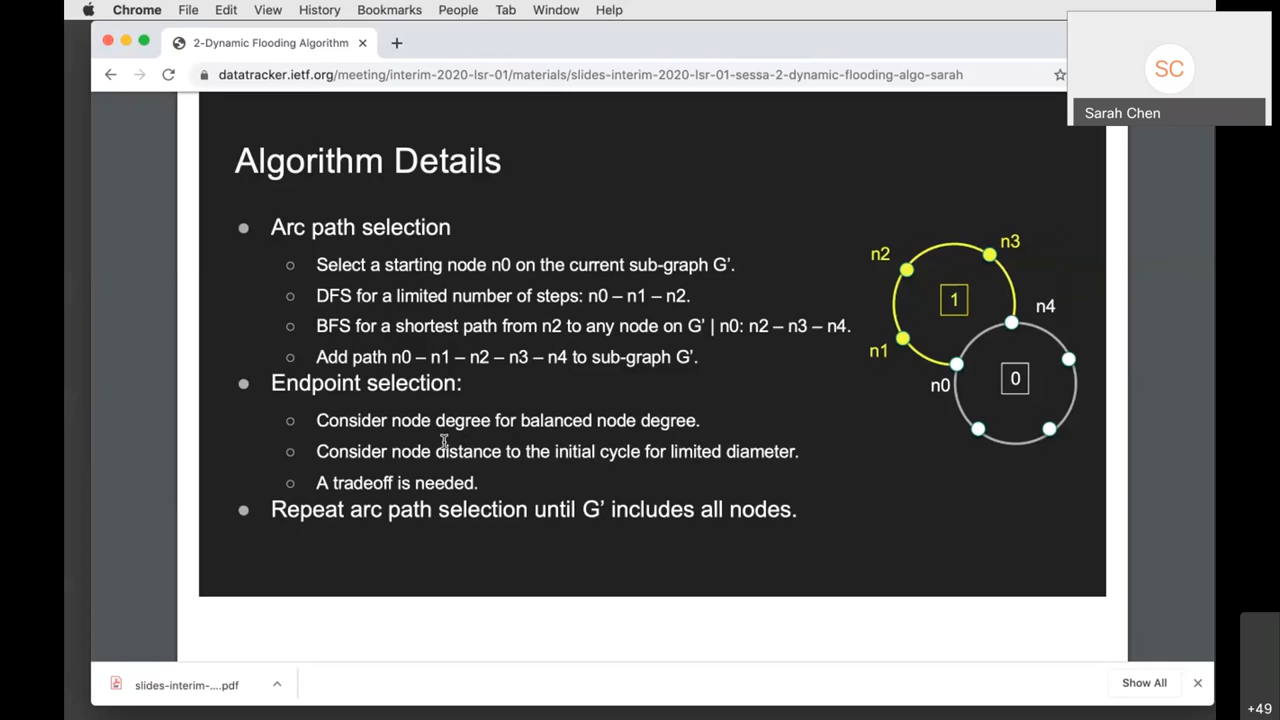 Chrome File Edit View History Bookmarks People Tab Window Help
2-Dynamic Flooding Algorithm
datatracker.ietf.org/meeting/interim-2020-lsr-01/materials/slides-interim-2020-lsr-01-sessa-2-dynamic-flooding-algo-sarah
SC
Sarah Chen
Algorithm Details
Arc path selection
Select a starting node n0 on the current sub-graph G’.
DFS for a limited number of steps: n0 – n1 – n2.
BFS for a shortest path from n2 to any node on G’ | n0: n2 – n3 – n4.
Add path n0 – n1 – n2 – n3 – n4 to sub-graph G’.
Endpoint selection:
Consider node degree for balanced node degree.
Consider node distance to the initial cycle for limited diameter.
A tradeoff is needed.
Repeat arc path selection until G’ includes all nodes.
n3
n2
1
n4
n1
n0
0
slides-interim-....pdf
Show All
+49